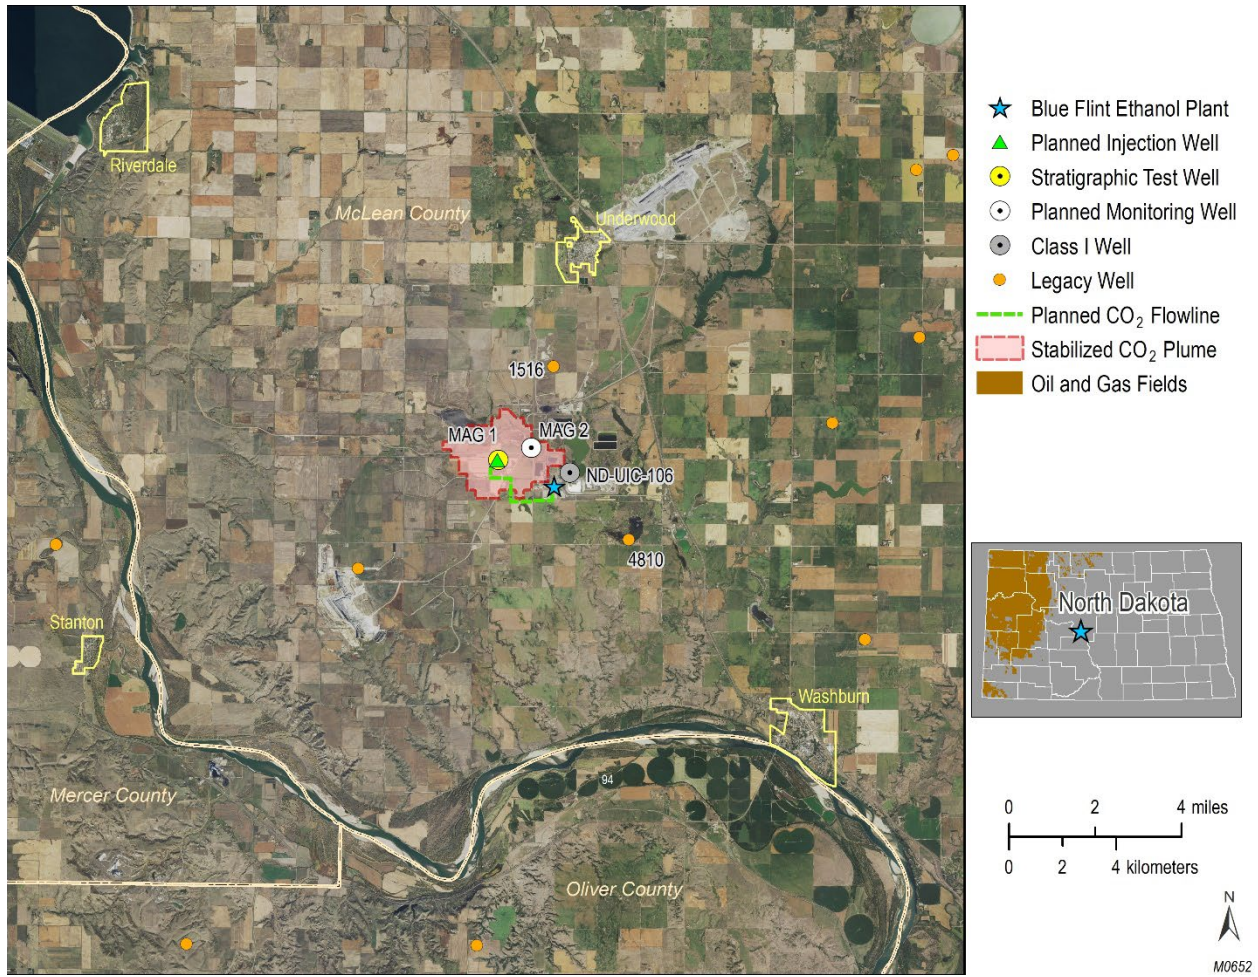 Riverdale
McLean County
Underwood
1516
MAG 1
MAG 2
ND-UIC-106
4810
Stanton
Washburn
Mercer County
94
Oliver County
Blue Flint Ethanol Plant
Planned Injection Well
Stratigraphic Test Well
Planned Monitoring Well
Class I Well
Legacy Well
Planned CO₂ Flowline
Stabilized CO₂ Plume
Oil and Gas Fields
North Dakota
0 2 4 miles
0 2 4 kilometers
N
M0652